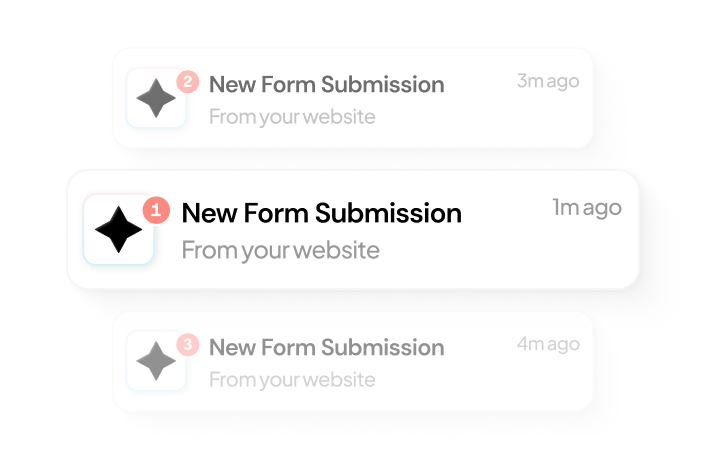 2
New Form Submission
3m ago
From your website
1
New Form Submission
1m ago
From your website
3
New Form Submission
4m ago
From your website